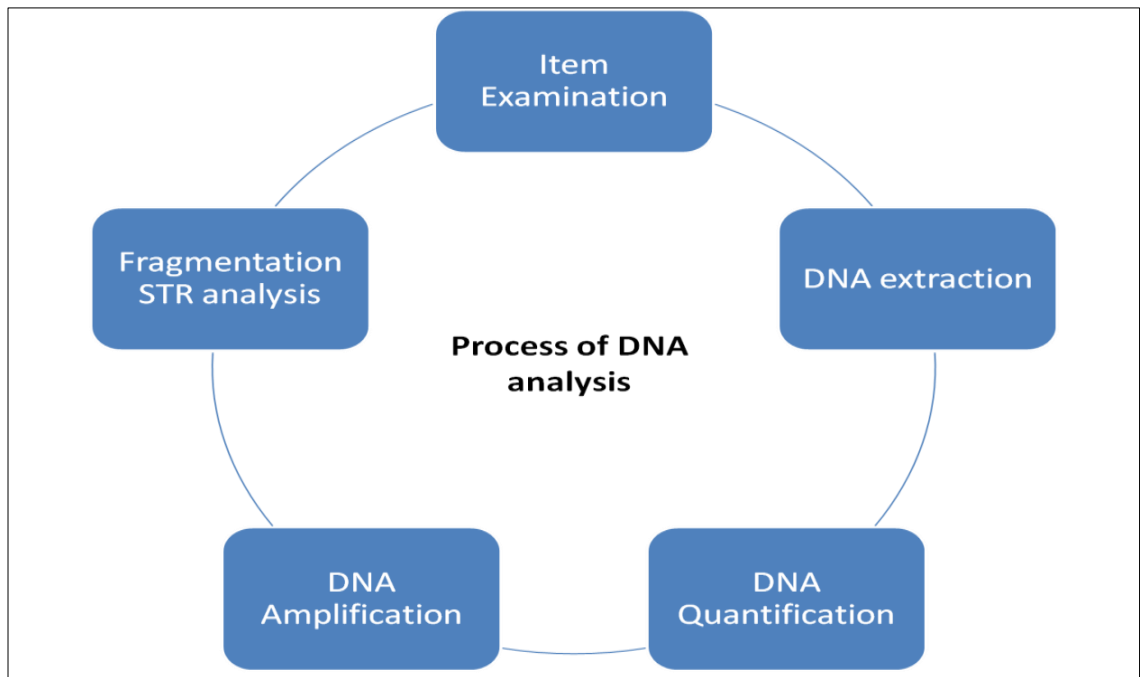 Item
Examination
DNA extraction
DNA
Quantification
DNA
Amplification
Fragmentation
STR analysis
Process of DNA
analysis